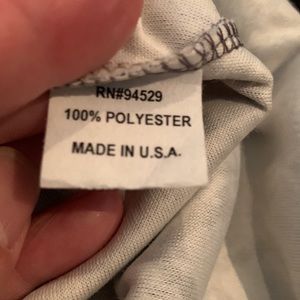 RN#94529
100% POLYESTER
MADE IN U.S.A.